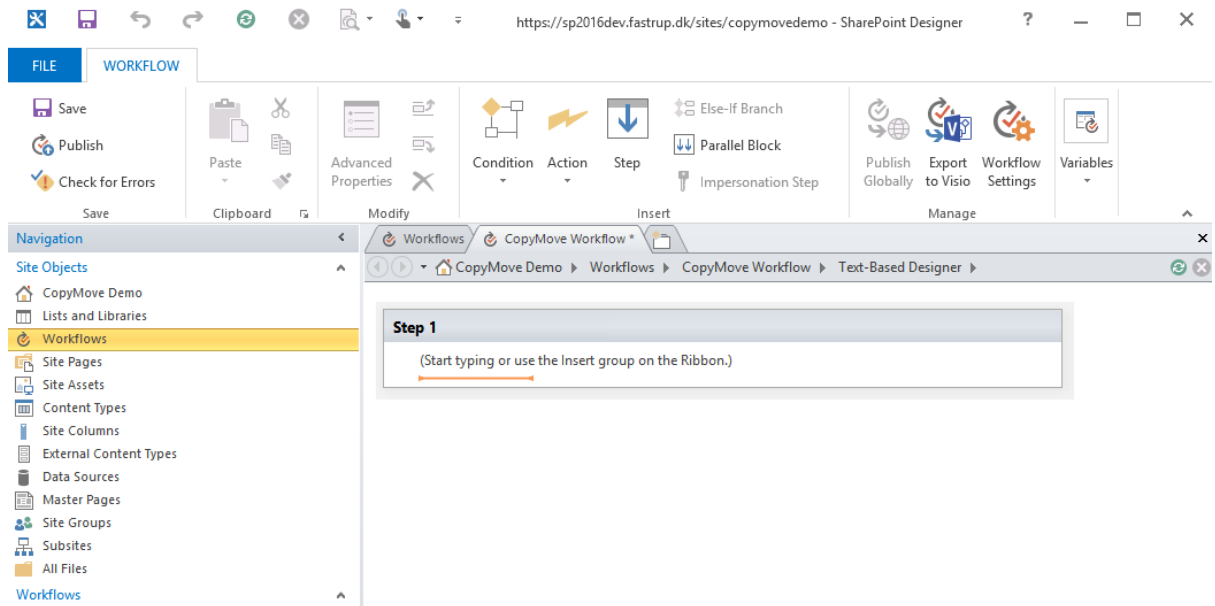 https://sp2016dev.fastrup.dk/sites/copymovedemo - SharePoint Designer ?
FILE WORKFLOW
Save
Publish
Check for Errors
Save
Paste
Clipboard
Advanced
Properties
Modify
Condition Action Step
Else-If Branch
Parallel Block
Impersonation Step
Insert
Publish
Globally
Export
to Visio
Workflow
Settings
Manage
Variables
Navigation
Site Objects
CopyMove Demo
Lists and Libraries
Workflows
Site Pages
Site Assets
Content Types
Site Columns
External Content Types
Data Sources
Master Pages
Site Groups
Subsites
All Files
Workflows
Workflows CopyMove Workflow *
CopyMove Demo Workflows CopyMove Workflow Text-Based Designer
Step 1
(Start typing or use the Insert group on the Ribbon.)